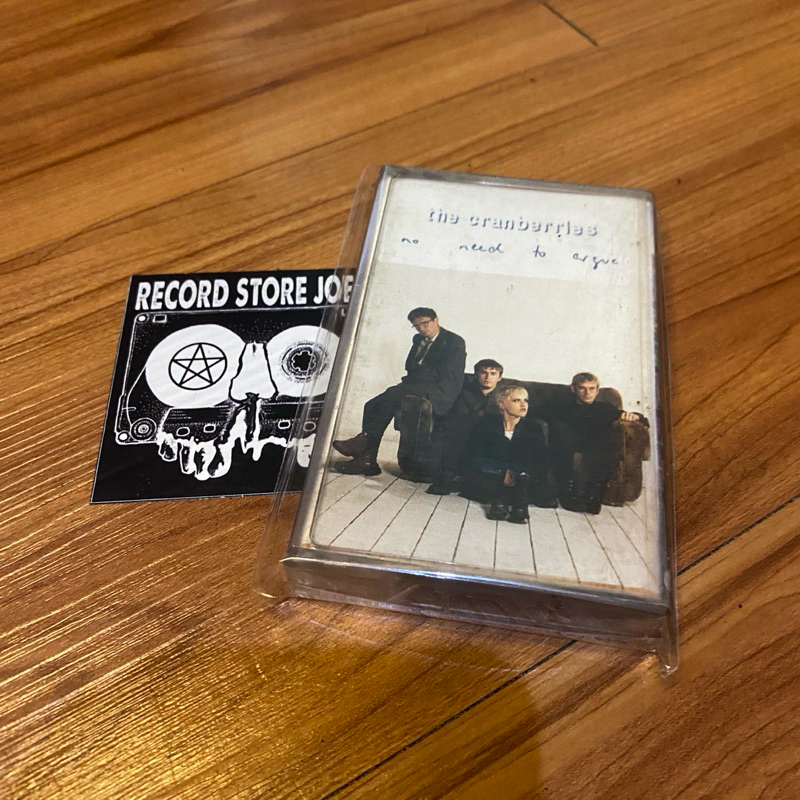 the cranberries
no need to argue
RECORD STORE JOE